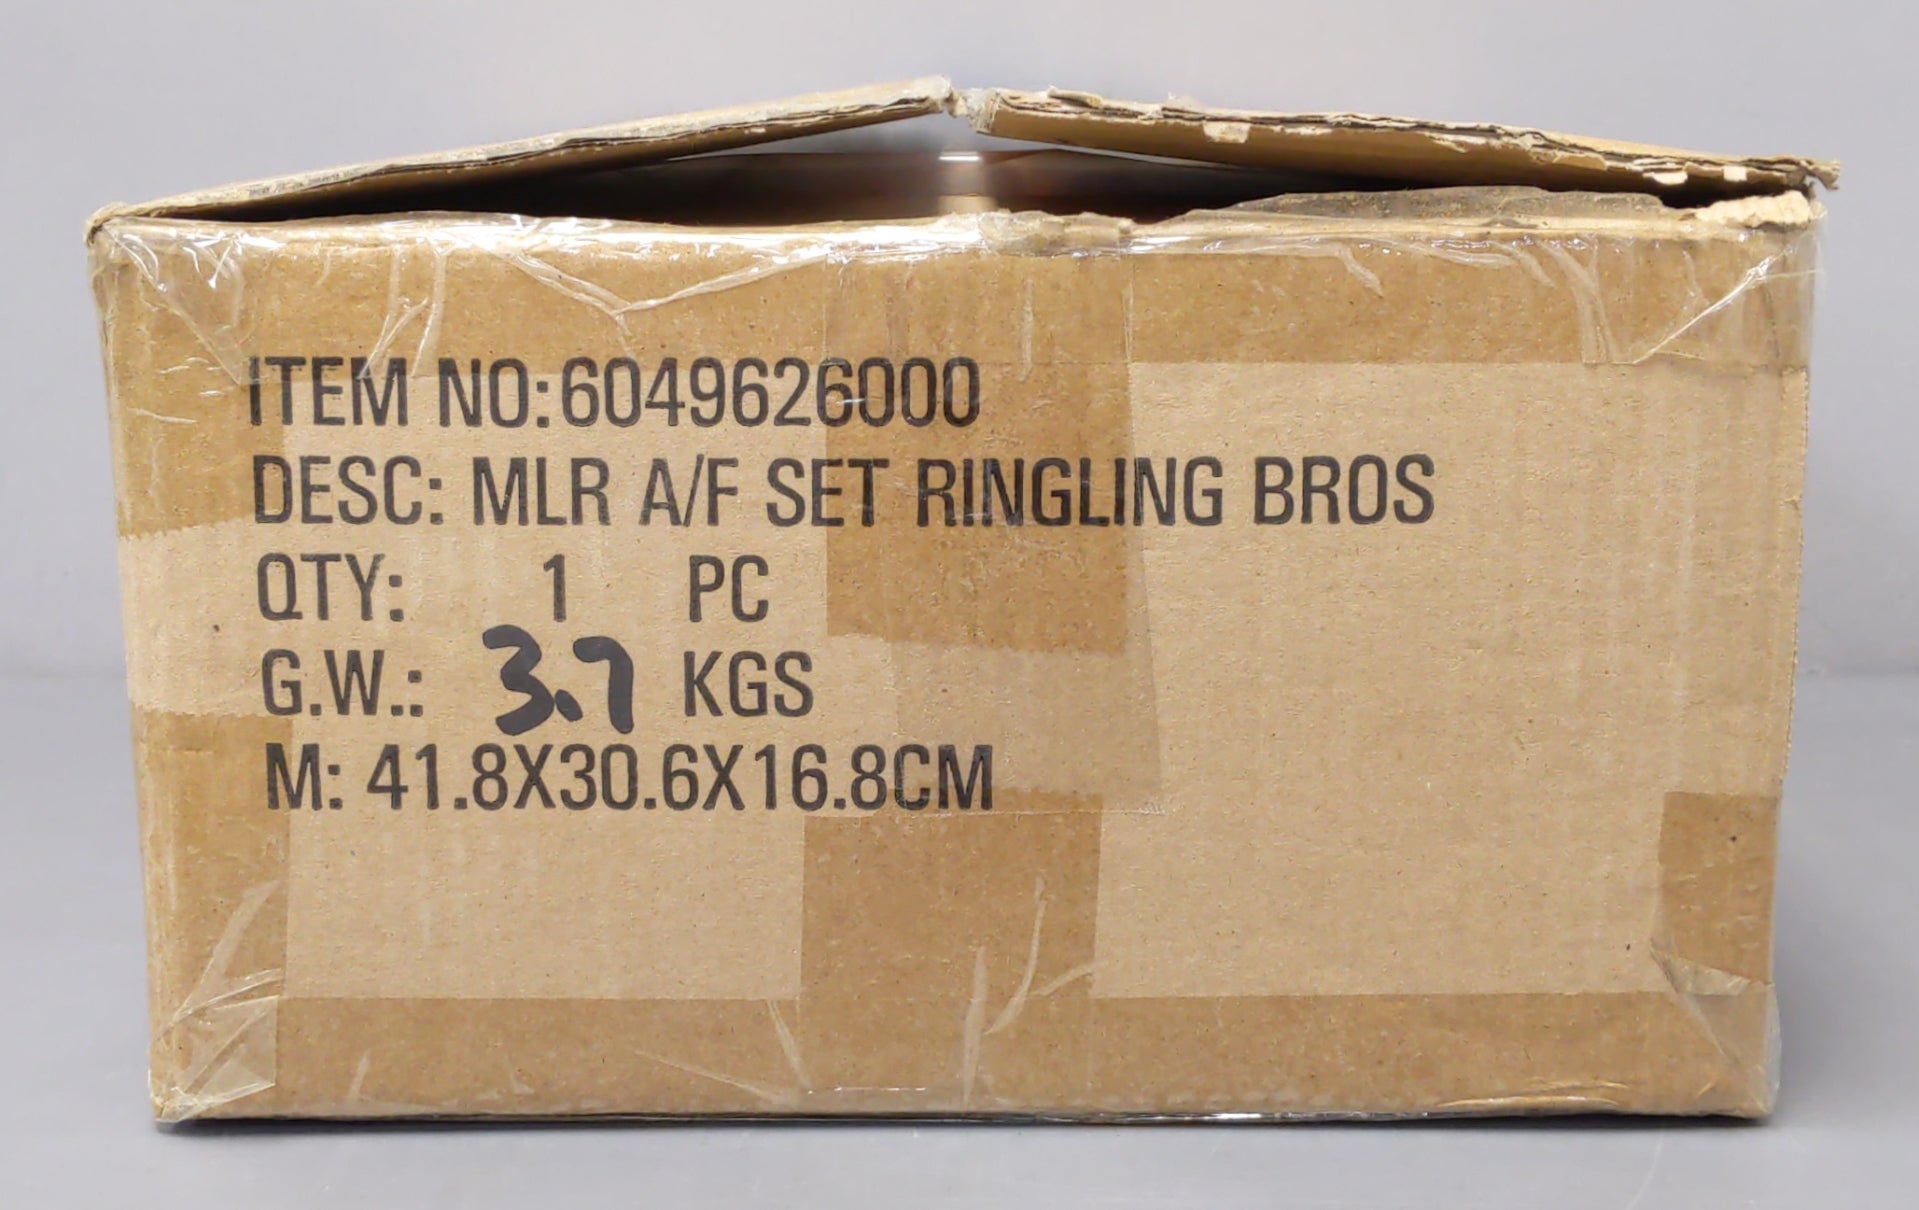 ITEM NO:6049626000
DESC: MLR A/F SET RINGLING BROS
QTY: 1 PC
G.W.: 3.7 KGS
M: 41.8X30.6X16.8CM